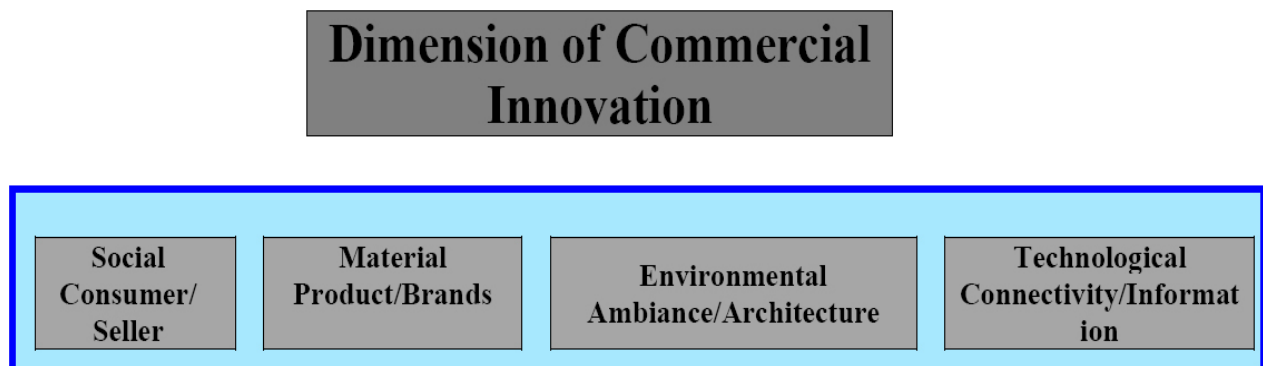 Dimension of Commercial
Innovation
Social
Consumer/
Seller
Material
Product/Brands
Environmental
Ambiance/Architecture
Technological
Connectivity/Informat
ion